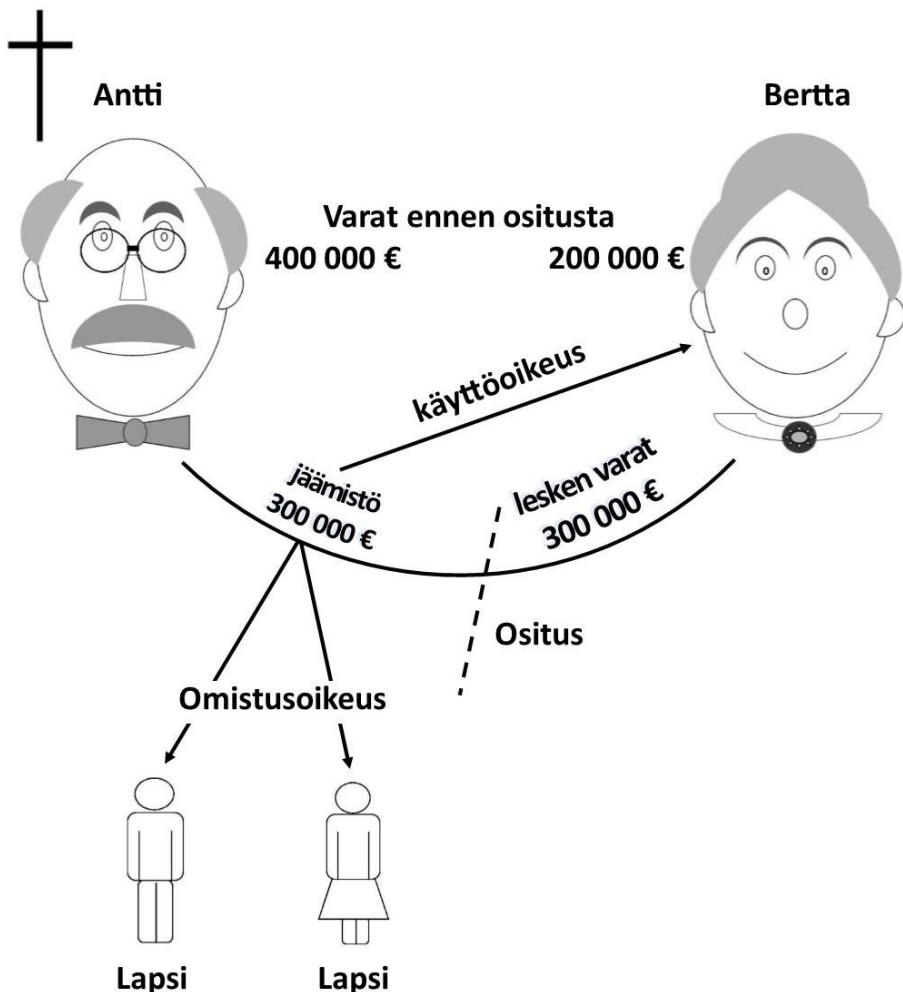 Antti
Bertta
Varat ennen ositusta
400 000 €
200 000 €
käyttöoikeus
jäämistö
300 000 €
lesken varat
300 000 €
Ositus
Omistusoikeus
Lapsi
Lapsi